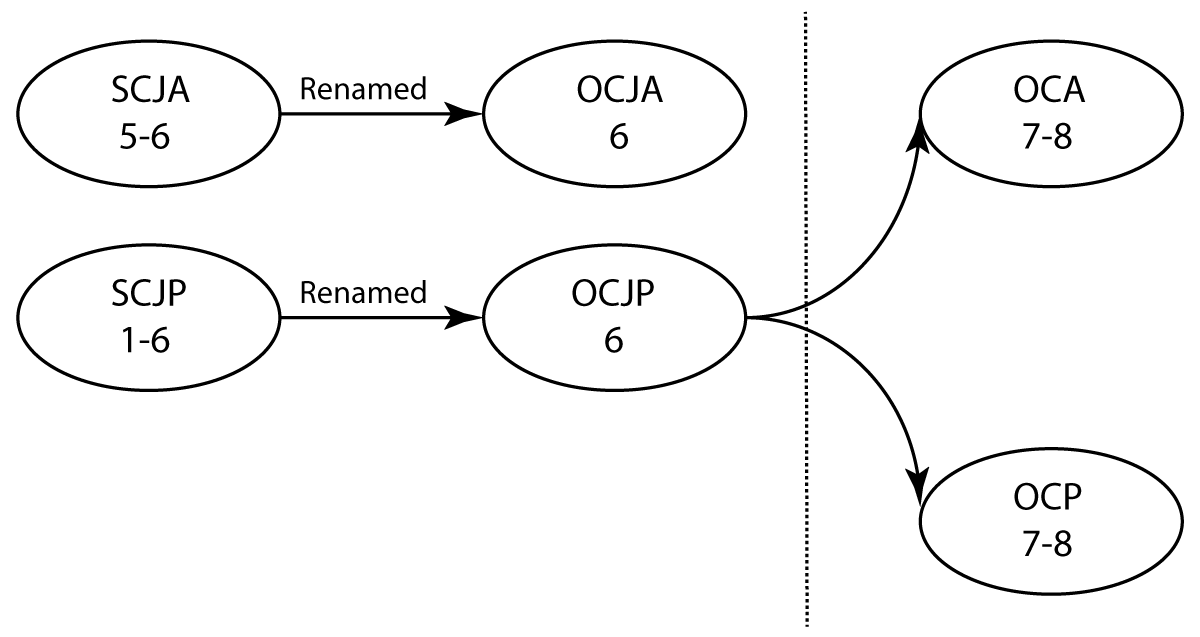 SCJA
5-6
Renamed
OCJA
6
OCA
7-8
SCJP
1-6
Renamed
OCJP
6
OCP
7-8